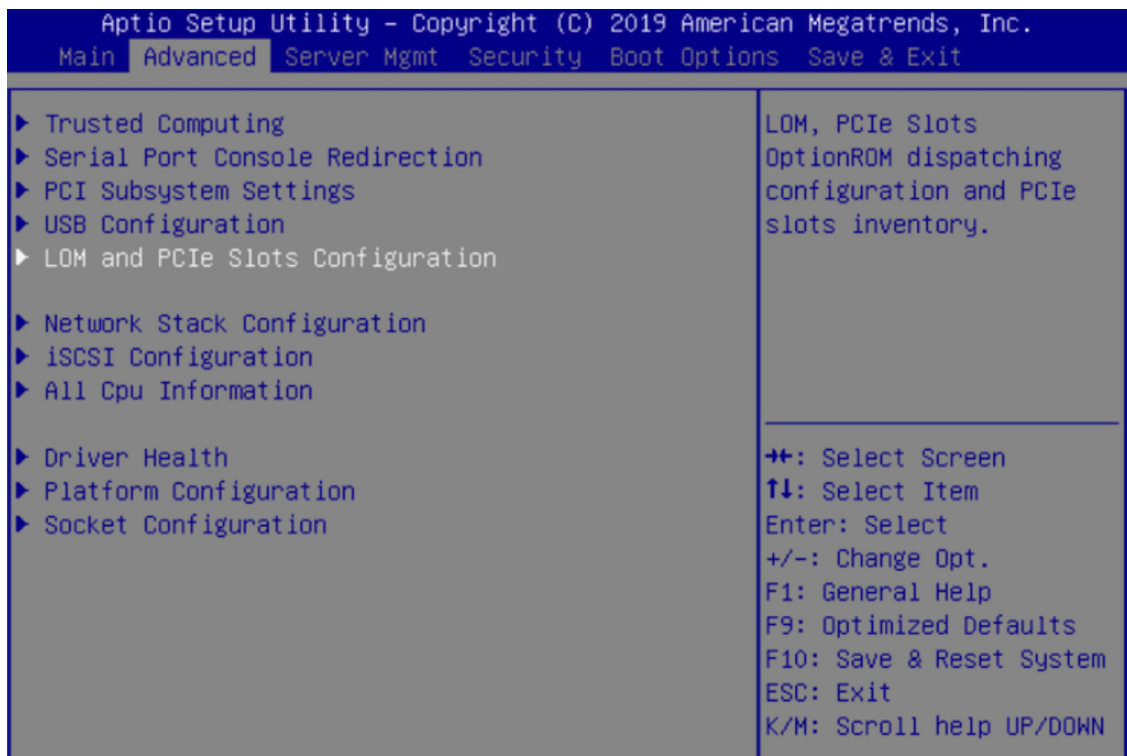 Aptio Setup Utility – Copyright (C) 2019 American Megatrends, Inc.
Main Advanced Server Mgmt Security Boot Options Save & Exit
▶ Trusted Computing
▶ Serial Port Console Redirection
▶ PCI Subsystem Settings
▶ USB Configuration
▶ LOM and PCIe Slots Configuration
▶ Network Stack Configuration
▶ iSCSI Configuration
▶ All Cpu Information
▶ Driver Health
▶ Platform Configuration
▶ Socket Configuration
LOM, PCIe Slots
OptionROM dispatching
configuration and PCIe
slots inventory.
→←: Select Screen
↑↓: Select Item
Enter: Select
+/-: Change Opt.
F1: General Help
F9: Optimized Defaults
F10: Save & Reset System
ESC: Exit
K/M: Scroll help UP/DOWN